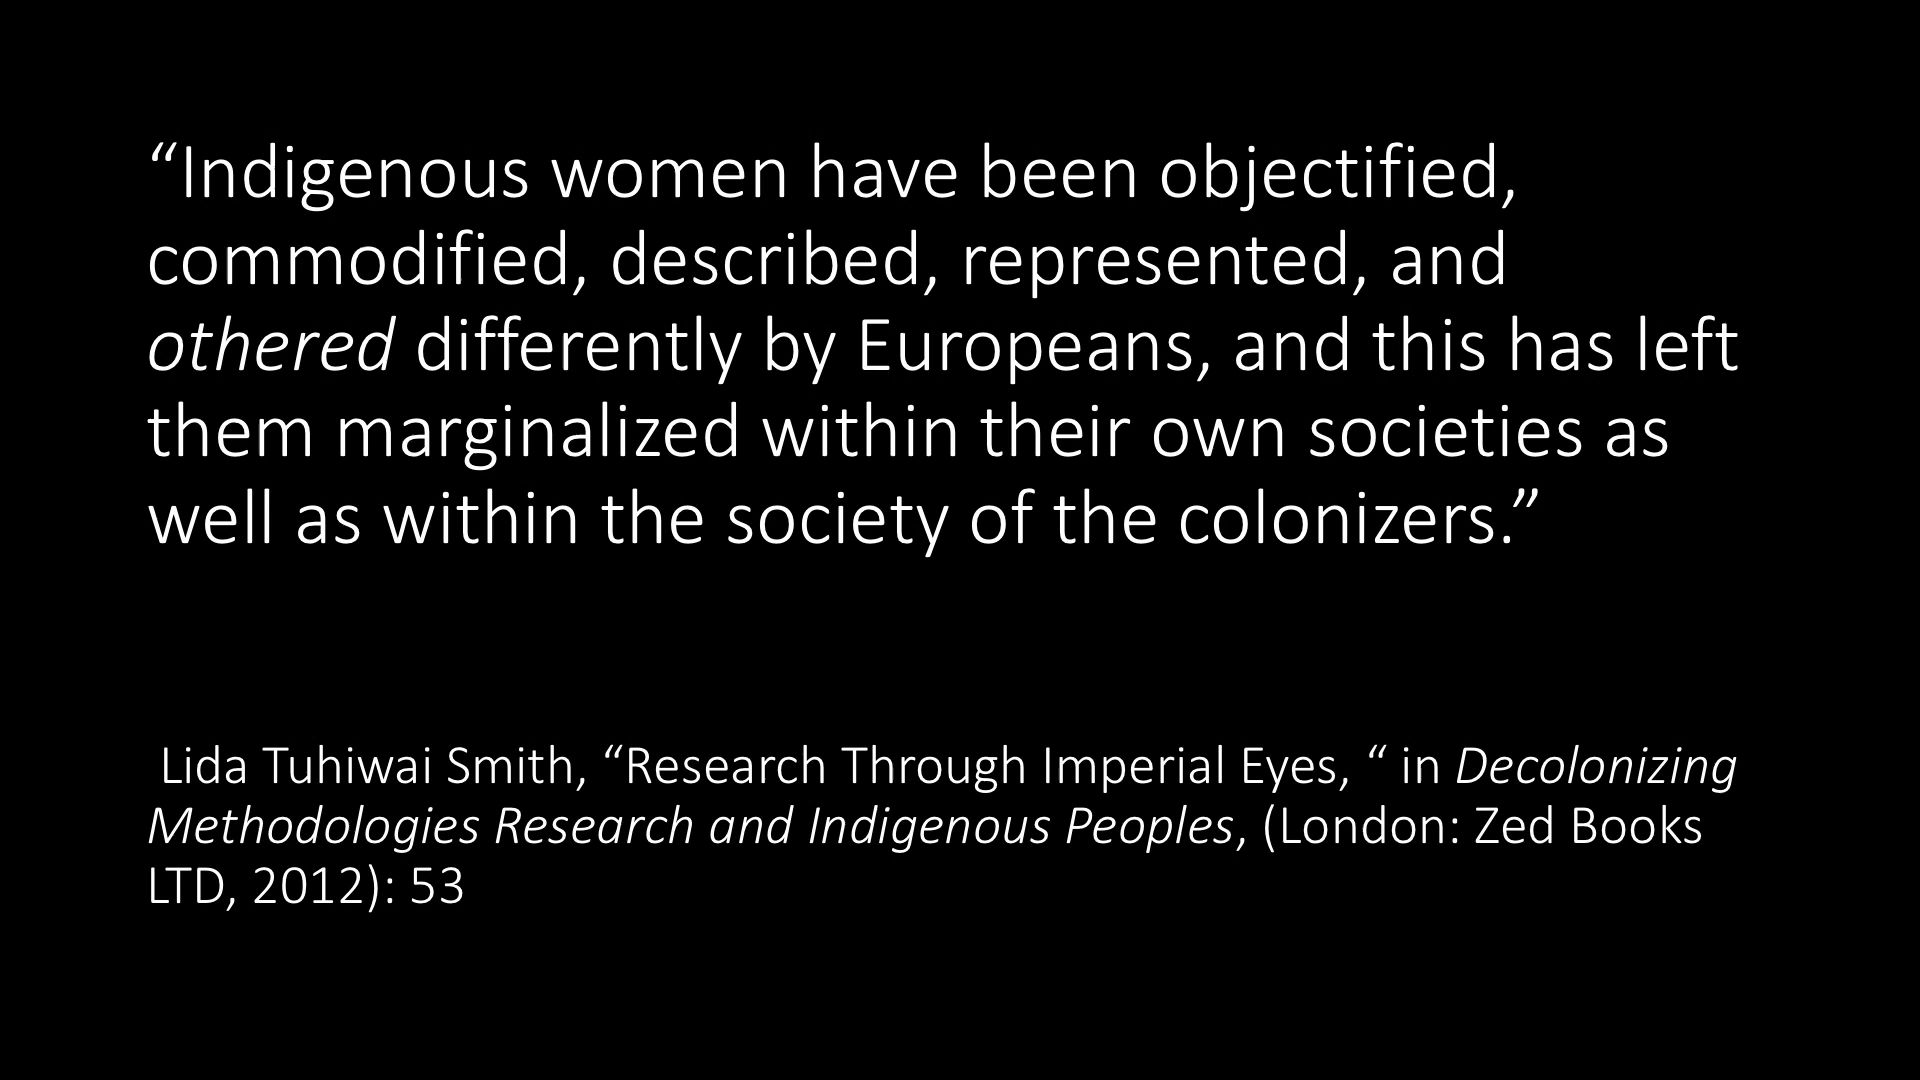 “Indigenous women have been objectified,
commodified, described, represented, and
othered differently by Europeans, and this has left
them marginalized within their own societies as
well as within the society of the colonizers.”
Lida Tuhiwai Smith, “Research Through Imperial Eyes, “ in Decolonizing
Methodologies Research and Indigenous Peoples, (London: Zed Books
LTD, 2012): 53